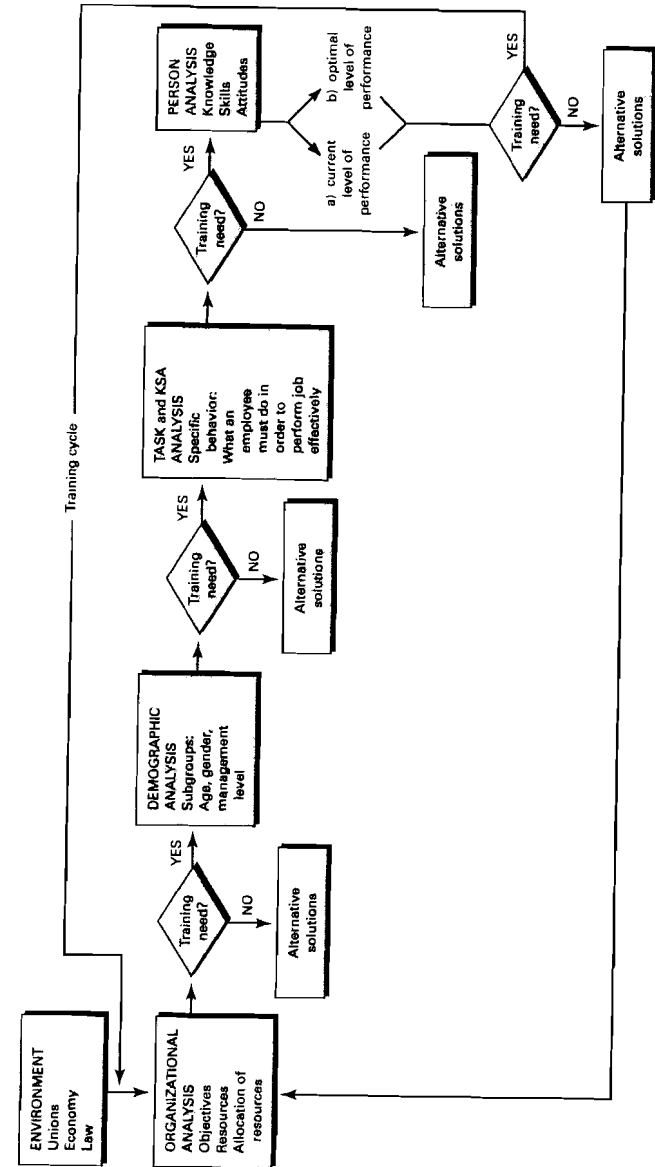 Training cycle
ENVIRONMENT
Unions
Economy
Law
ORGANIZATIONAL
ANALYSIS
Objectives
Resources
Allocation of
resources
Training
need?
YES
NO
Alternative
solutions
DEMOGRAPHIC
ANALYSIS
Subgroups:
Age, gender,
management
level
Training
need?
YES
NO
Alternative
solutions
TASK and KSA
ANALYSIS
Specific
behavior:
What an
employee
must do in
order to
perform job
effectively
Training
need?
YES
NO
Alternative
solutions
PERSON
ANALYSIS
Knowledge
Skills
Attitudes
a) current
level of
performance
b) optimal
level of
performance
Training
need?
YES
NO
Alternative
solutions